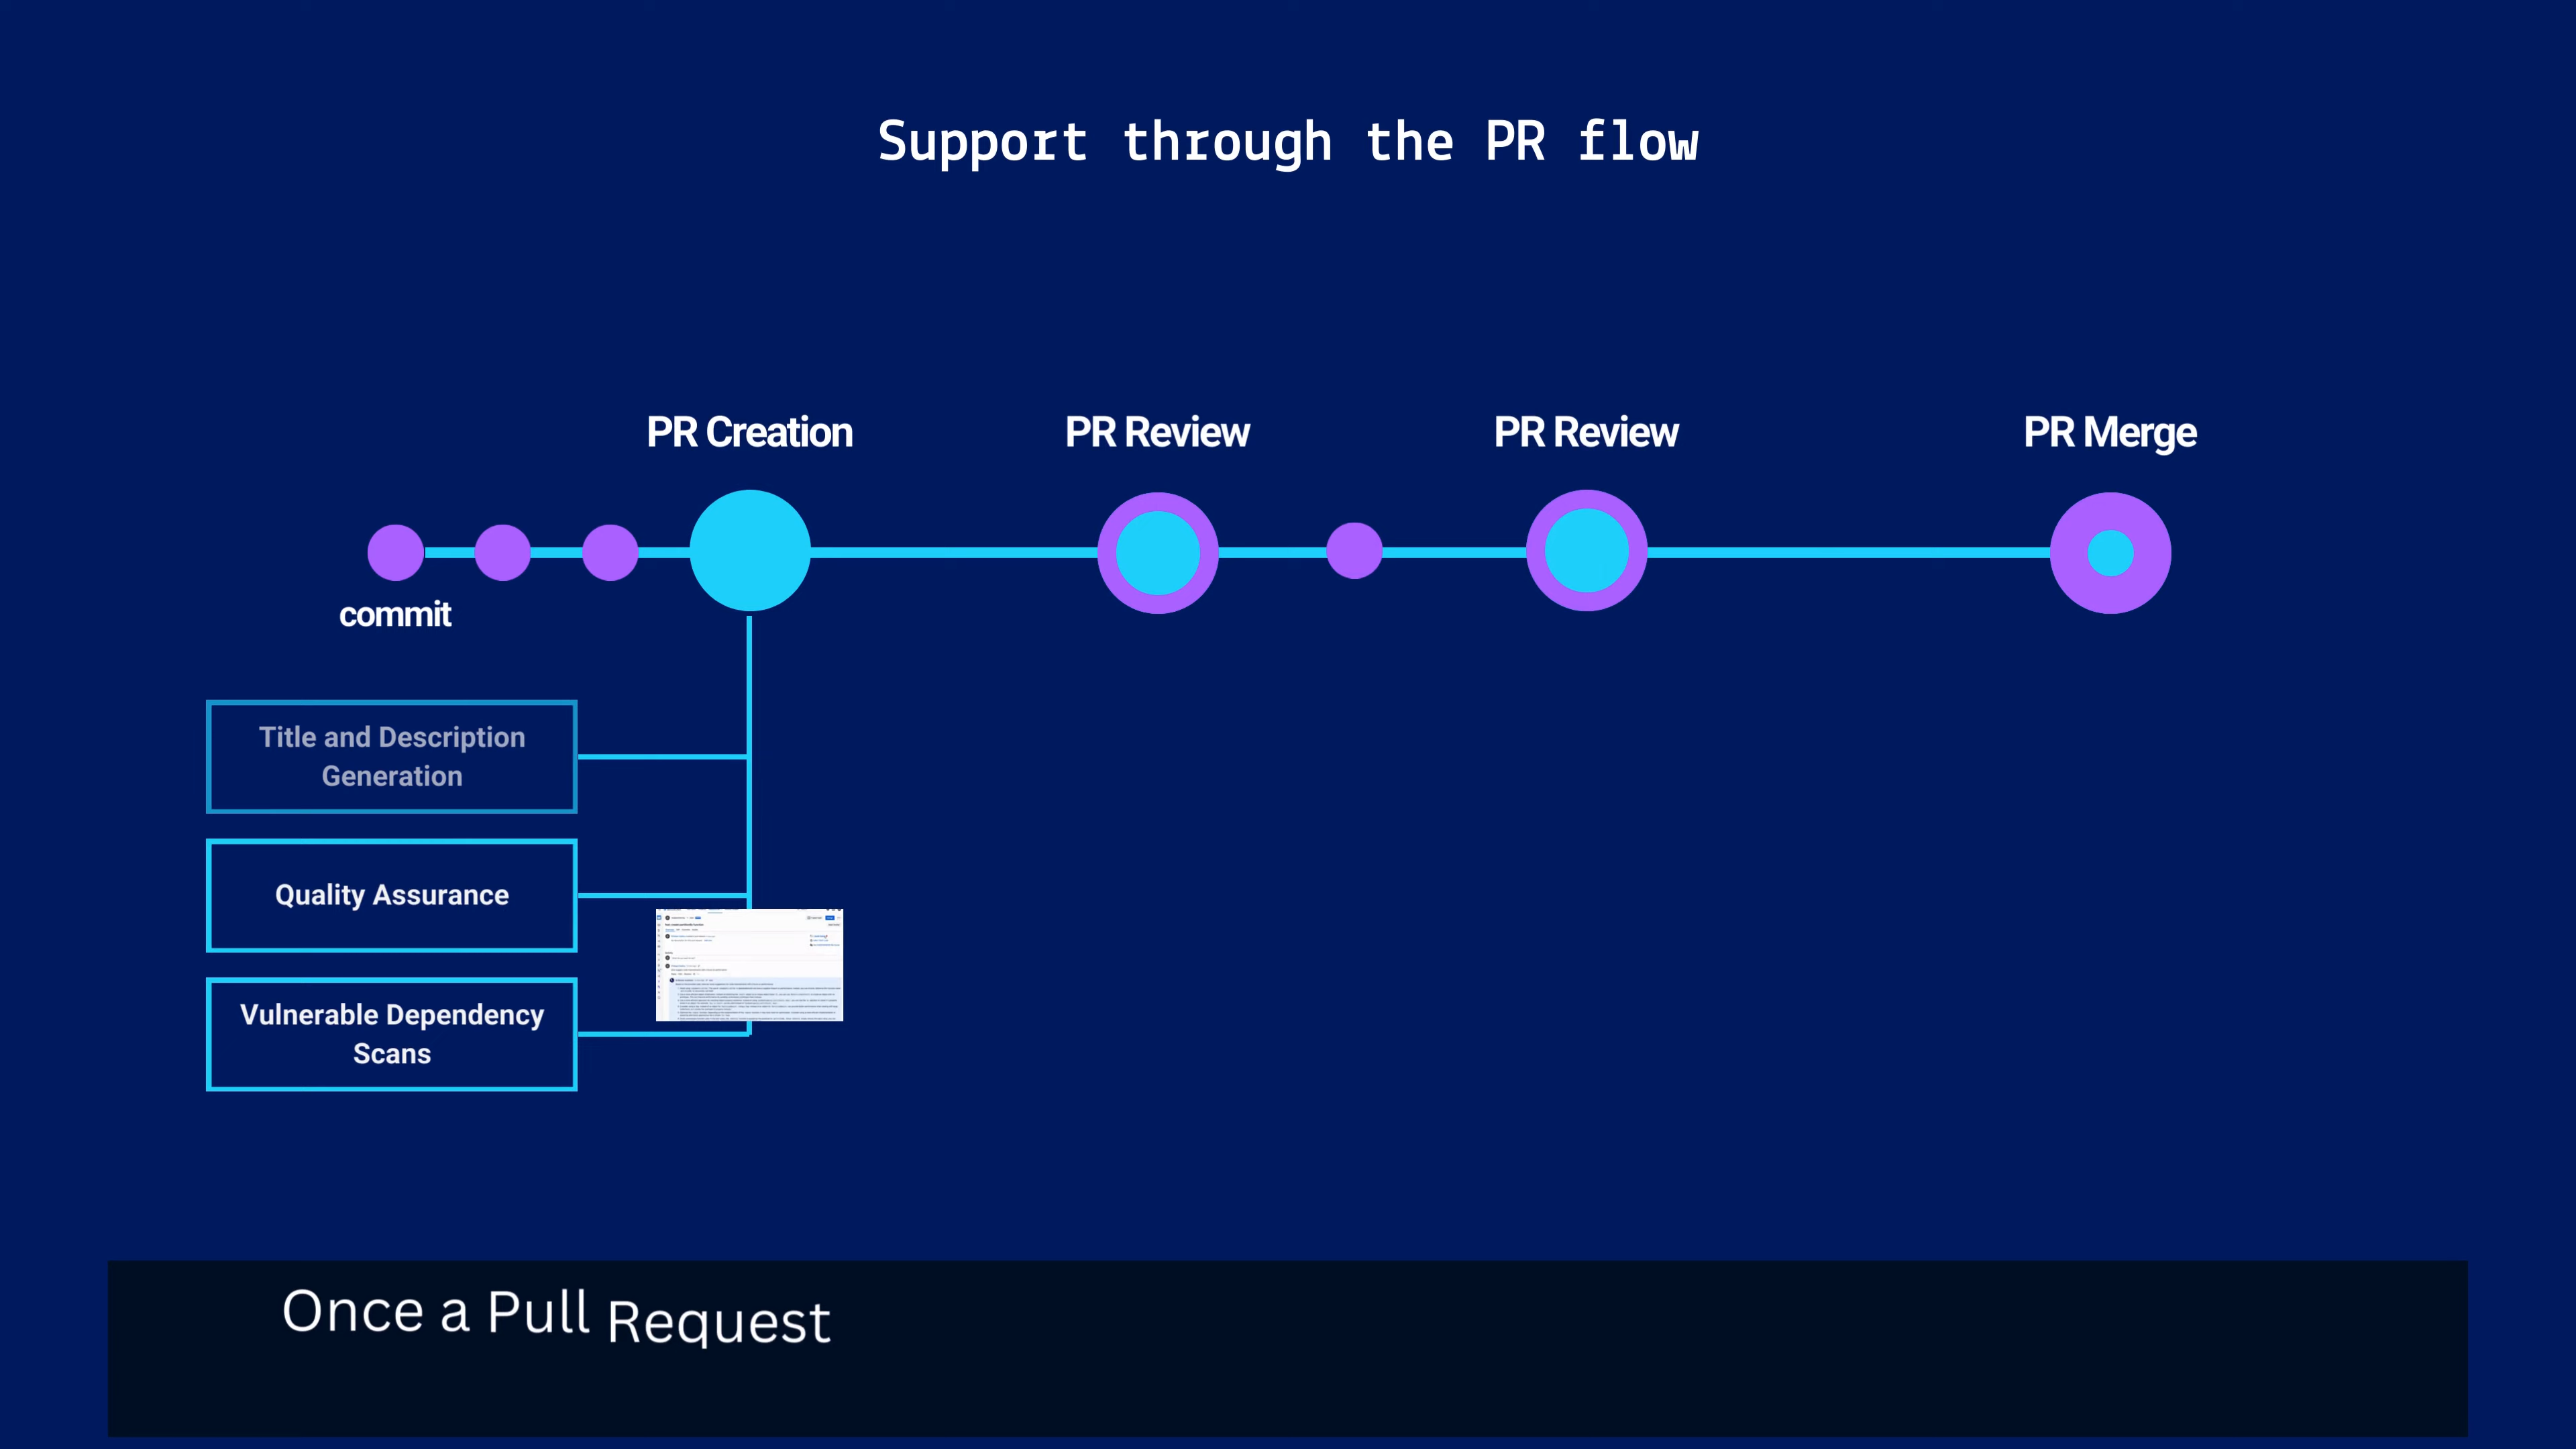 Support through the PR flow
PR Creation
PR Review
PR Review
PR Merge
commit
Title and Description
Generation
Quality Assurance
Vulnerable Dependency
Scans
Once a Pull Request